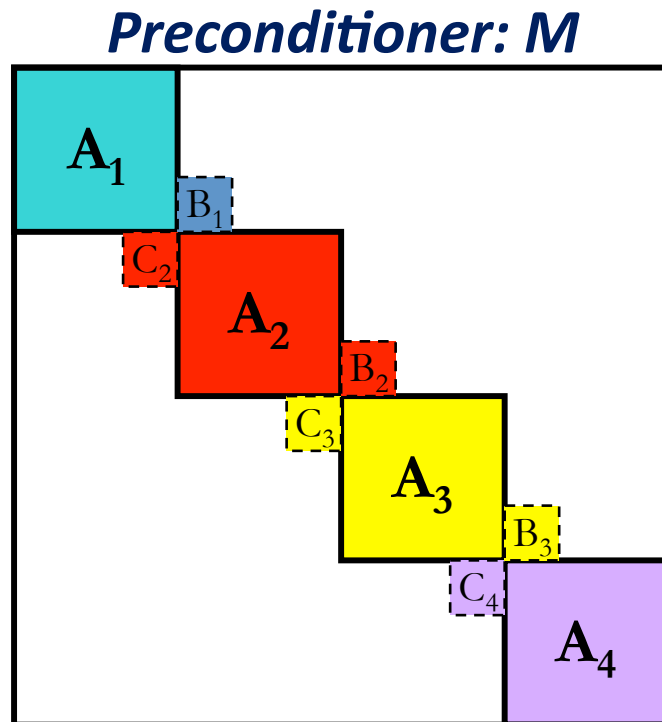 Preconditioner: M
A₁
B₁
C₂
A₂
B₂
C₃
A₃
B₃
C₄
A₄